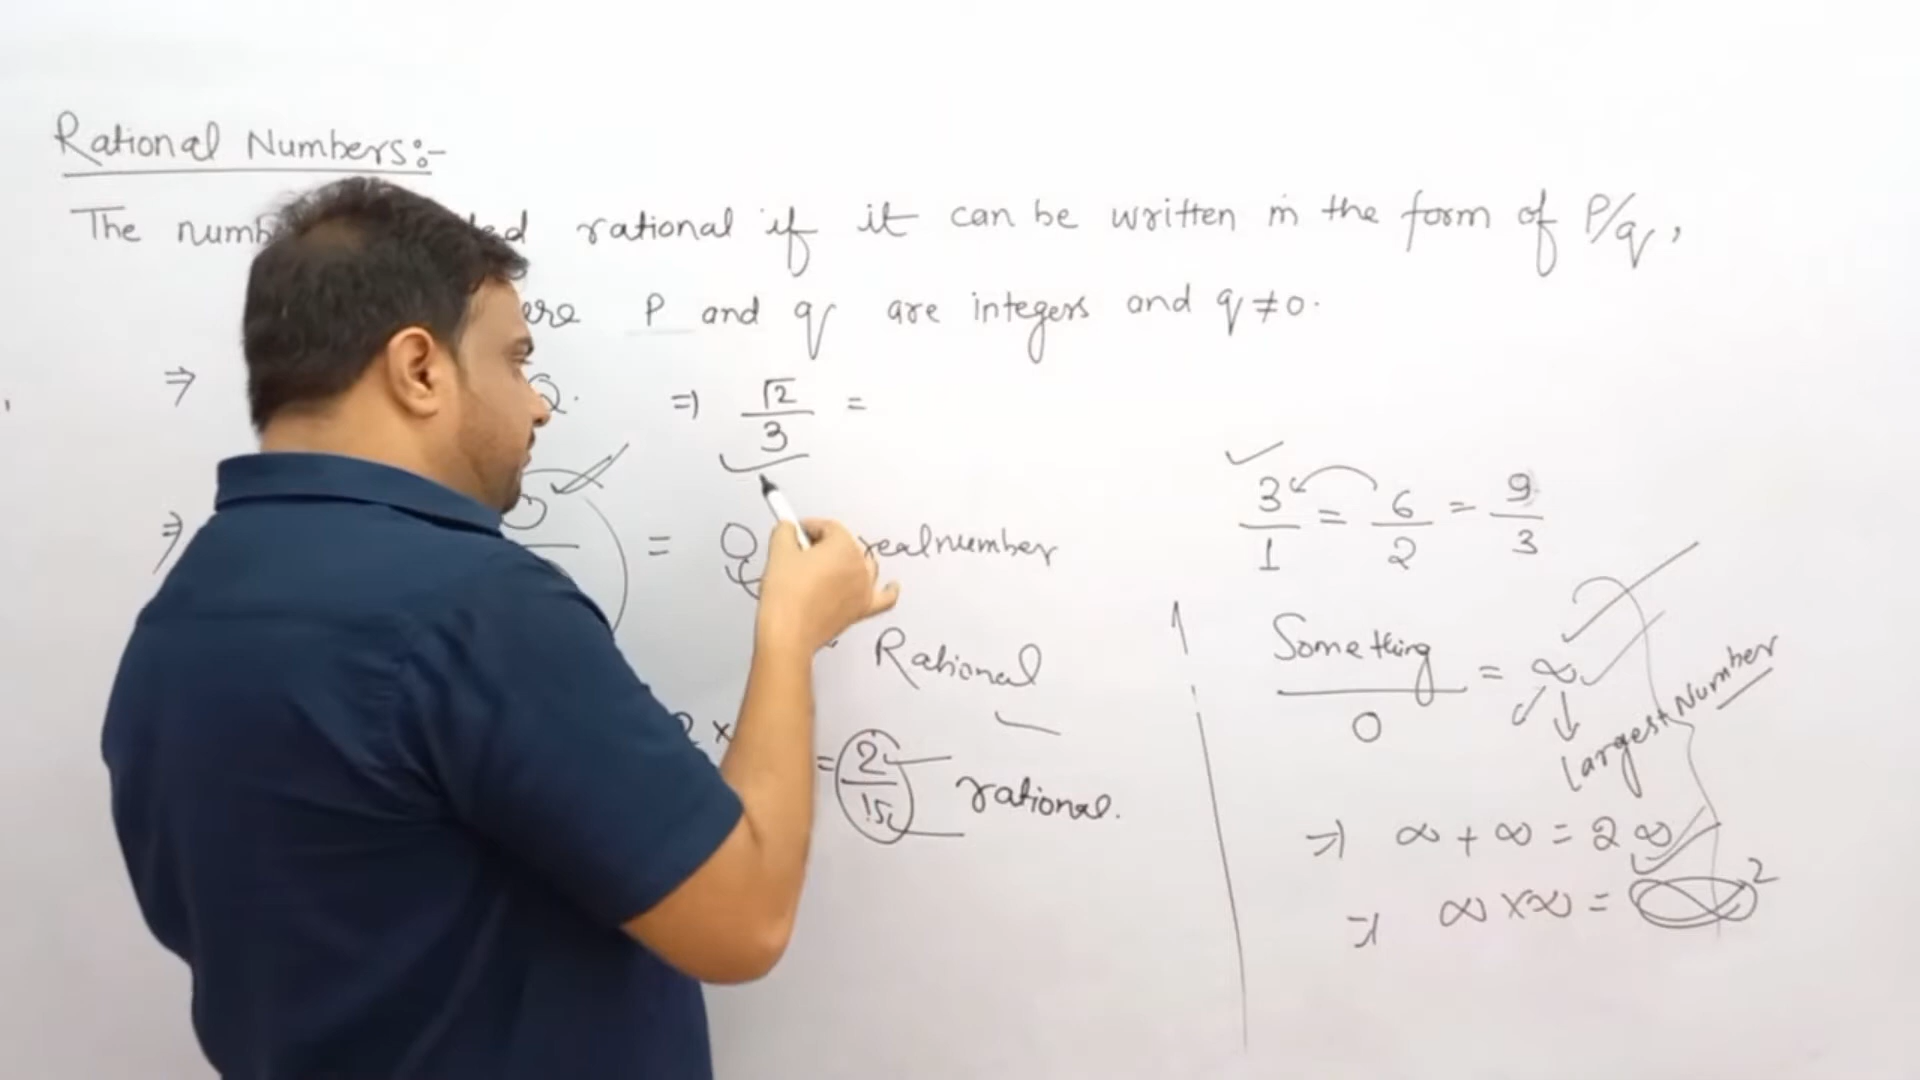 Rational Numbers:-
The rational if it can be written in the form of P/q,
P and q are integers and q ≠ 0.
⇒ Q. ⇒ √2/3 =
⇒ = 0 real number
Rational
× = 2/15 rational.
3/1 = 6/2 = 9/3
Something/0 = ∞
largest Number
⇒ ∞ + ∞ = 2∞
⇒ ∞ × ∞ = ∞²